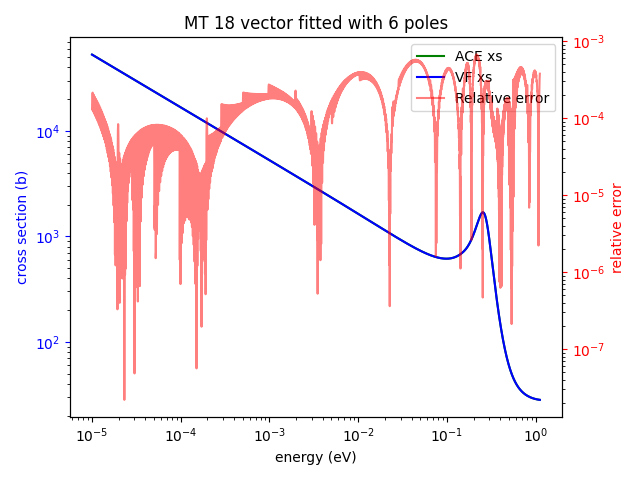 MT 18 vector fitted with 6 poles
ACE xs
VF xs
Relative error
cross section (b)
10⁴
10³
10²
relative error
10⁻³
10⁻⁴
10⁻⁵
10⁻⁶
10⁻⁷
10⁻⁵ 10⁻⁴ 10⁻³ 10⁻² 10⁻¹ 10⁰
energy (eV)